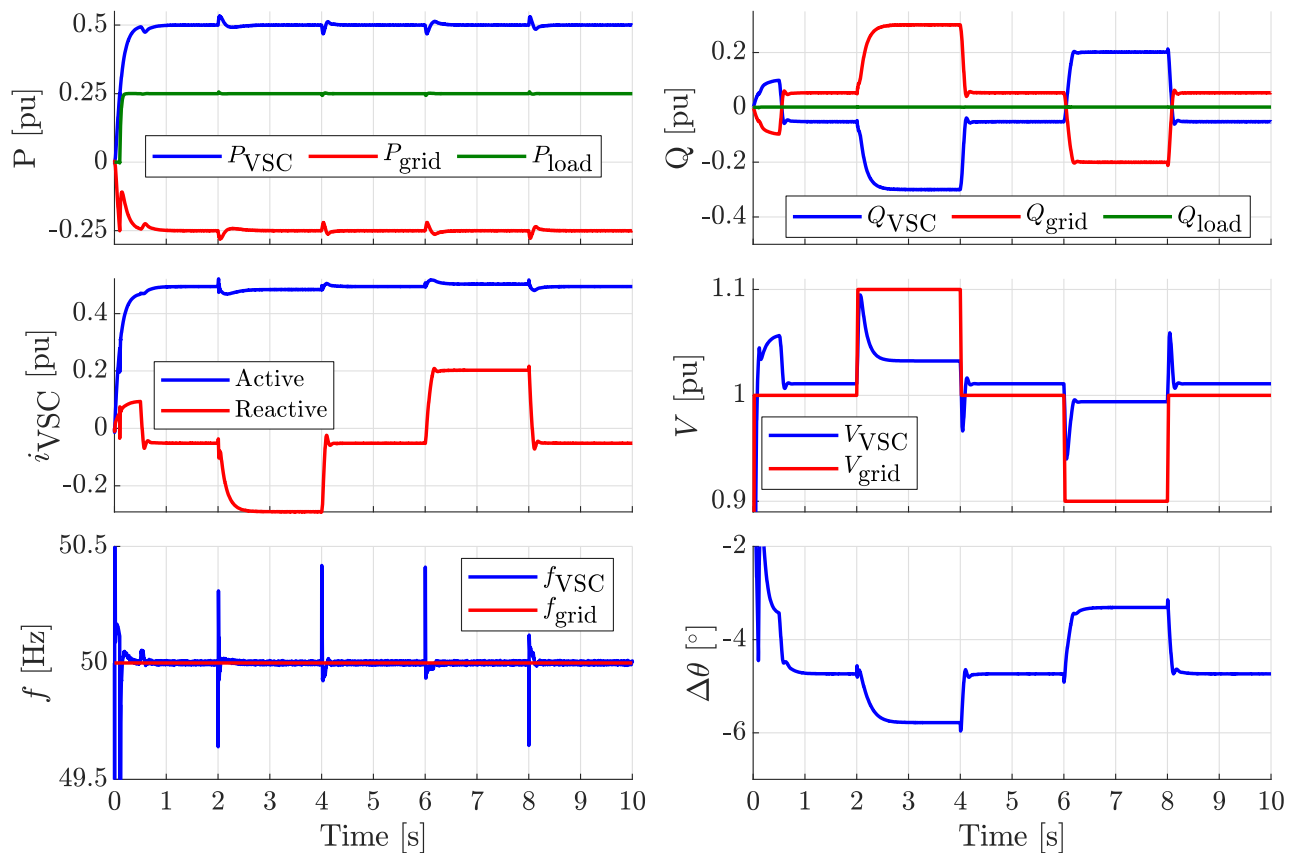 0.5
0.25
0
-0.25
P [pu]
P_VSC P_grid P_load
0.4
0.2
0
-0.2
Q [pu]
-0.4
Q_VSC Q_grid Q_load
0.4
0.2
0
-0.2
i_VSC [pu]
Active
Reactive
1.1
1
0.9
V [pu]
V_VSC
V_grid
50.5
50
49.5
f [Hz]
f_VSC
f_grid
0 1 2 3 4 5 6 7 8 9 10
Time [s]
-2
-4
-6
Δθ [°]
0 1 2 3 4 5 6 7 8 9 10
Time [s]